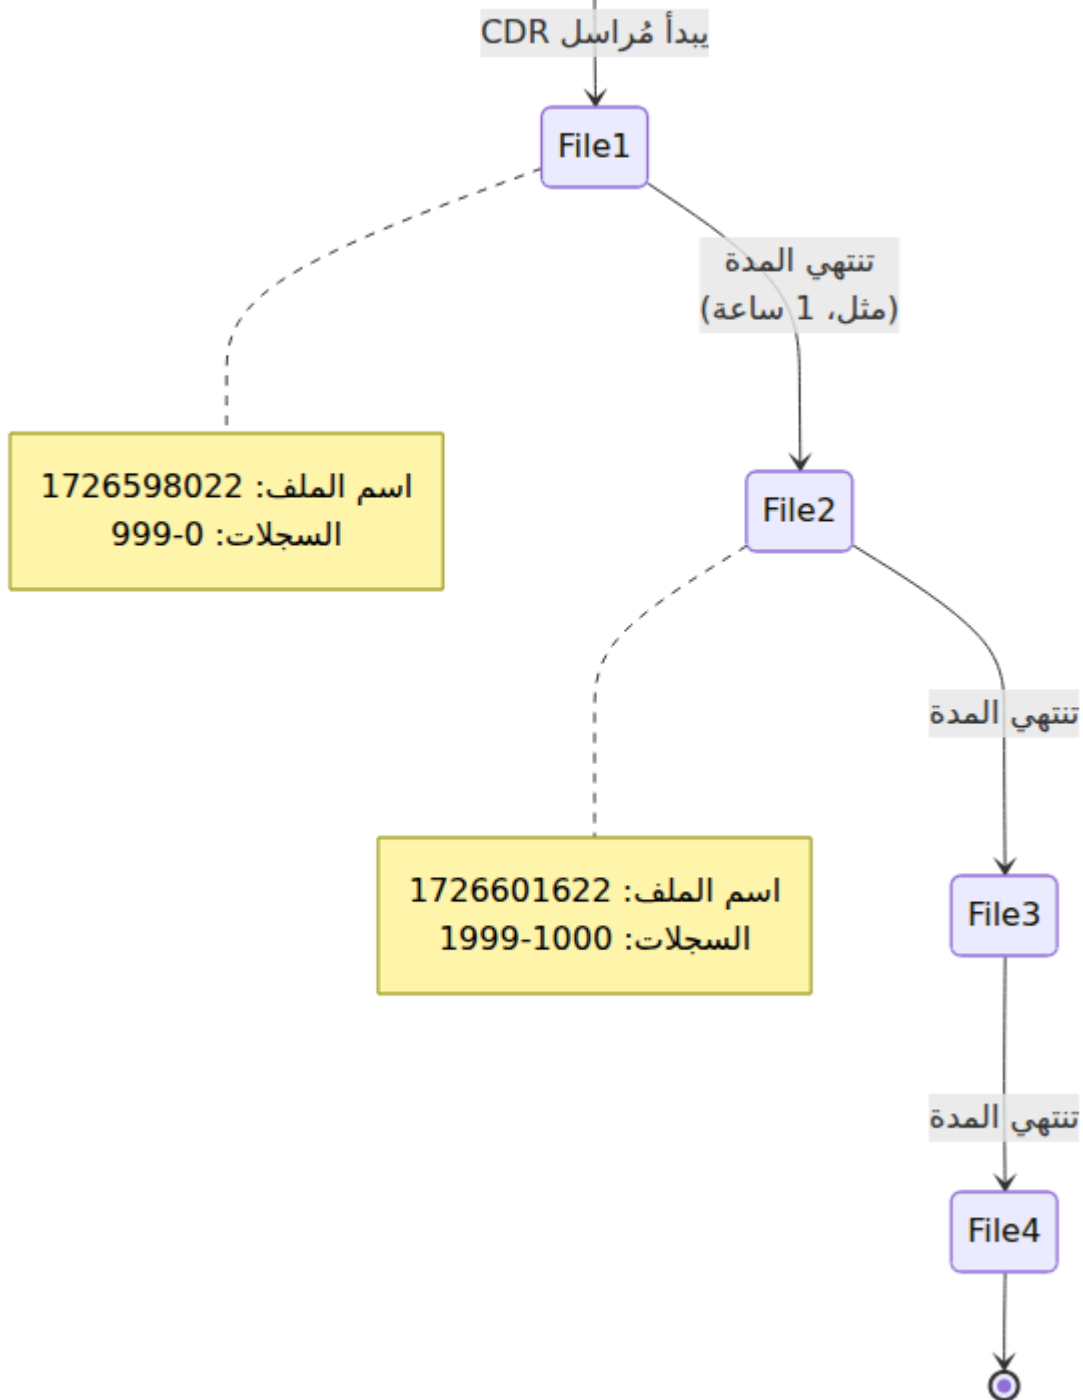 يبدأ مُراسل CDR
File1
تنتهي المدة
(مثل، 1 ساعة)
اسم الملف: 1726598022
السجلات: 0-999
File2
تنتهي المدة
اسم الملف: 1726601622
السجلات: 1000-1999
File3
تنتهي المدة
File4